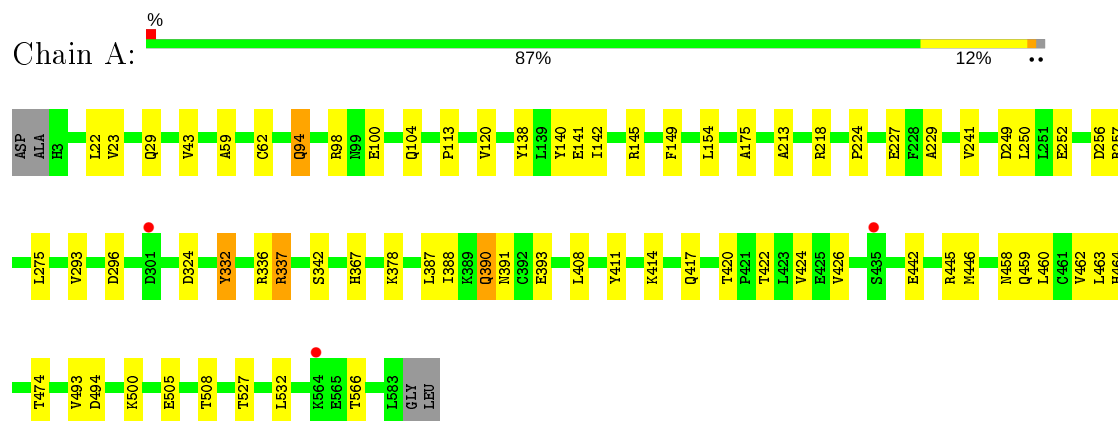 %
Chain A:
87% 12% ••
ASP ALA H3 L22 V23 Q29 V43 A59 C62 Q94 R98 N99 E100 Q104 P113 V120 Y138 L139 Y140 E141 I142 R145 F149 L154 A175 A213 R218 P224 E227 F228 A229 V241 D249 L250 L251 E252 D256
L275 V293 D296 D301 D324 Y332 R336 R337 S342 H367 K378 L387 I388 K389 Q390 N391 C392 E393 L408 Y411 K414 Q417 T420 P421 T422 L423 V424 E425 V426 S435 E442 R445 M446 N458 Q459 L460 C461 V462 L463 H464
T474 V493 D494 K500 E505 T508 T527 L532 K564 E565 T566 L583 GLY LEU